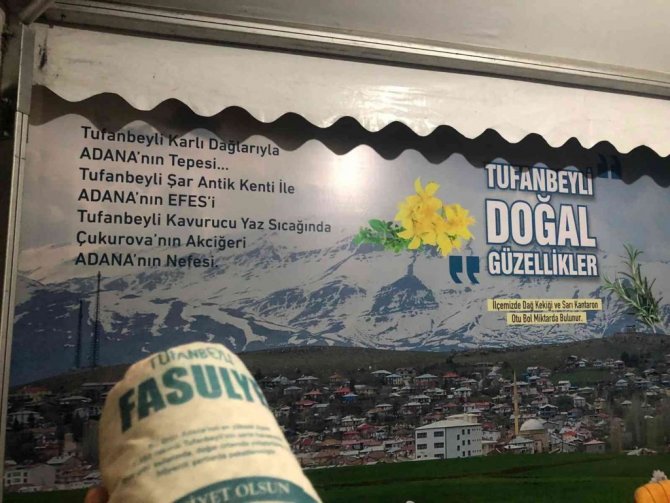 Tufanbeyli Karlı Dağlarıyla
ADANA'nın Tepesi...
Tufanbeyli Şar Antik Kenti İle
ADANA'nın EFES'i
Tufanbeyli Kavurucu Yaz Sıcağında
Çukurova'nın Akciğeri
ADANA'nın Nefesi.
TUFANBEYLİ
DOĞAL
GÜZELLİKLER
İlçemizde Dağ Kekiği ve Sarı Kantaron
Otu Bol Miktarda Bulunur.
TUFANBEYLİ
FASULYE
OLSUN